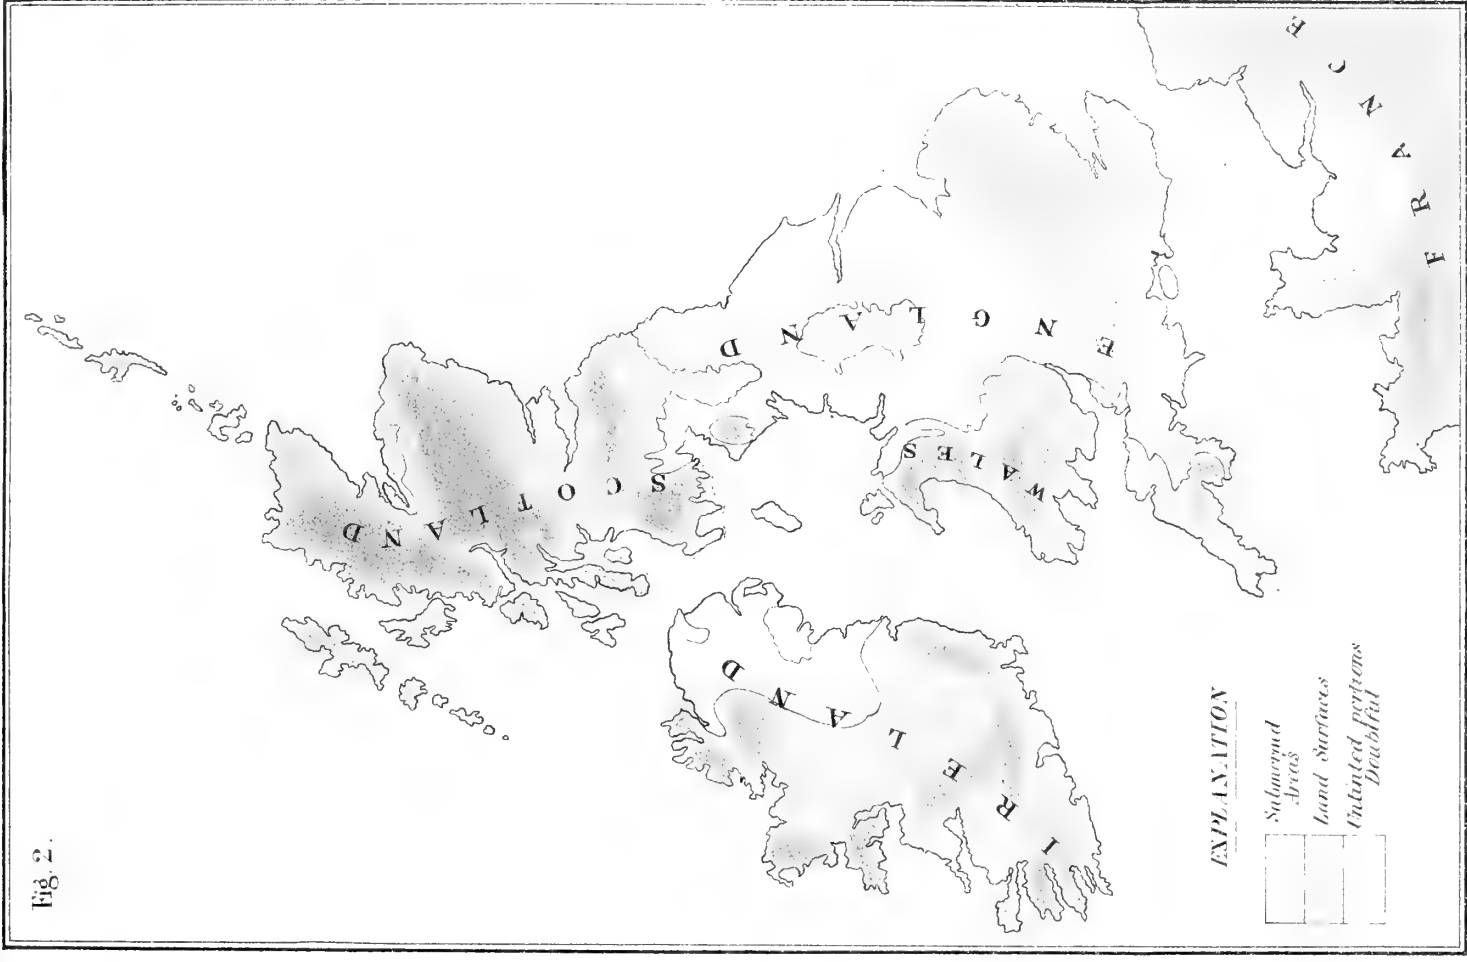 Fig. 2.
SCOTLAND
ENGLAND
WALES
IRELAND
FRANCE
EXPLANATION
Submerged
Areas
Land Surfaces
Untinted portions
Doubtful